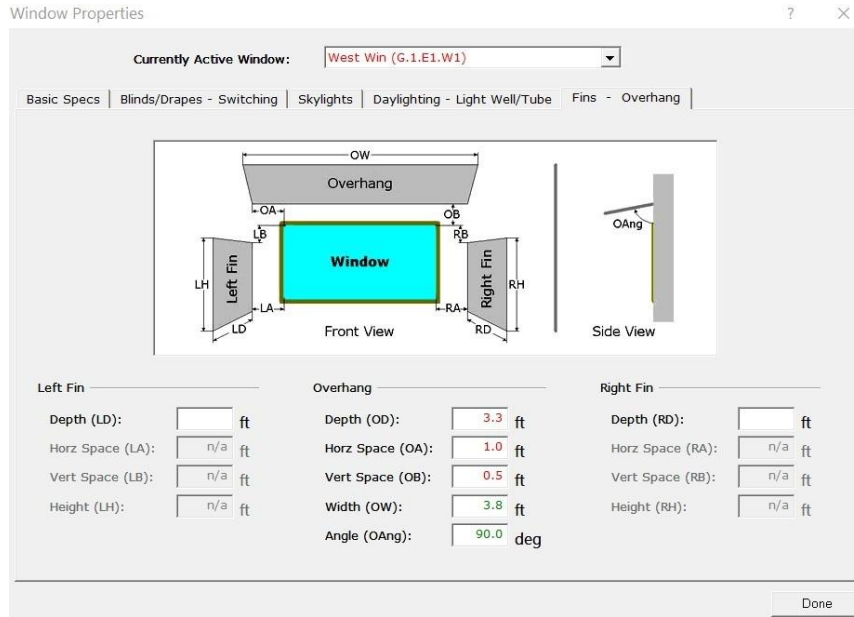 Window Properties ? ×
Currently Active Window: West Win (G.1.E1.W1)
Basic Specs Blinds/Drapes - Switching Skylights Daylighting - Light Well/Tube Fins - Overhang
OW
Overhang
OA OB
LB RB
OAng
Window
LH Left Fin Right Fin RH
LA RA
LD Front View RD Side View
Left Fin Overhang Right Fin
Depth (LD): ft Depth (OD): 3.3 ft Depth (RD): ft
Horz Space (LA): n/a ft Horz Space (OA): 1.0 ft Horz Space (RA): n/a ft
Vert Space (LB): n/a ft Vert Space (OB): 0.5 ft Vert Space (RB): n/a ft
Height (LH): n/a ft Width (OW): 3.8 ft Height (RH): n/a ft
Angle (OAng): 90.0 deg
Done